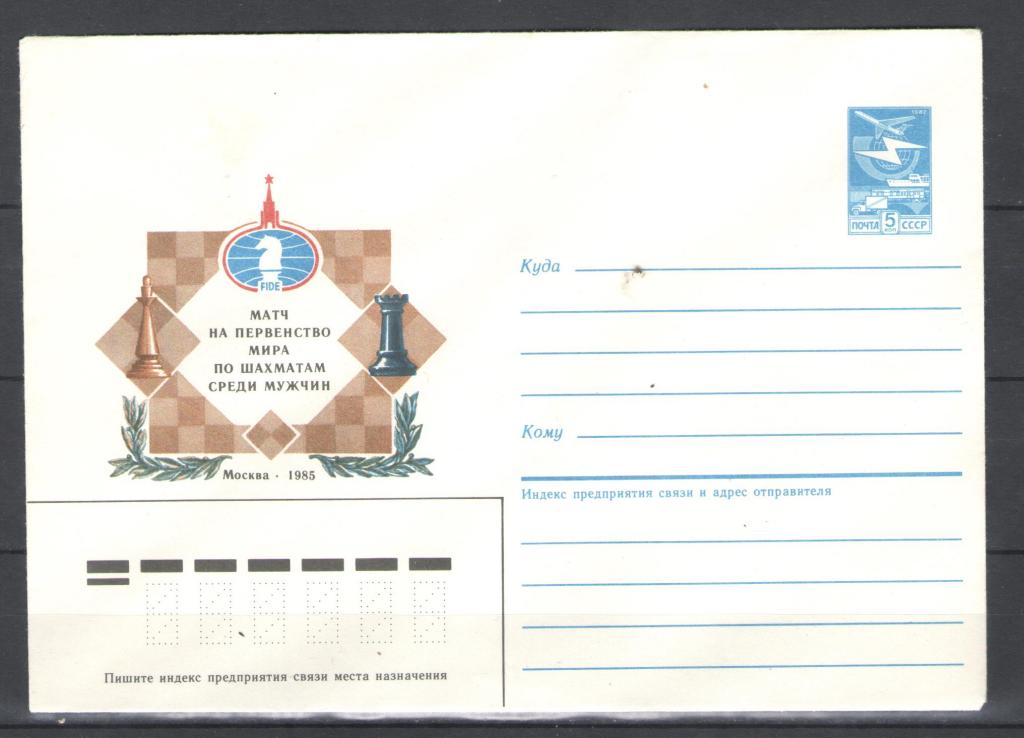 1982
ПОЧТА 5 КОП СССР
FIDE
МАТЧ
НА ПЕРВЕНСТВО
МИРА
ПО ШАХМАТАМ
СРЕДИ МУЖЧИН
Москва · 1985
Куда
Кому
Индекс предприятия связи и адрес отправителя
Пишите индекс предприятия связи места назначения